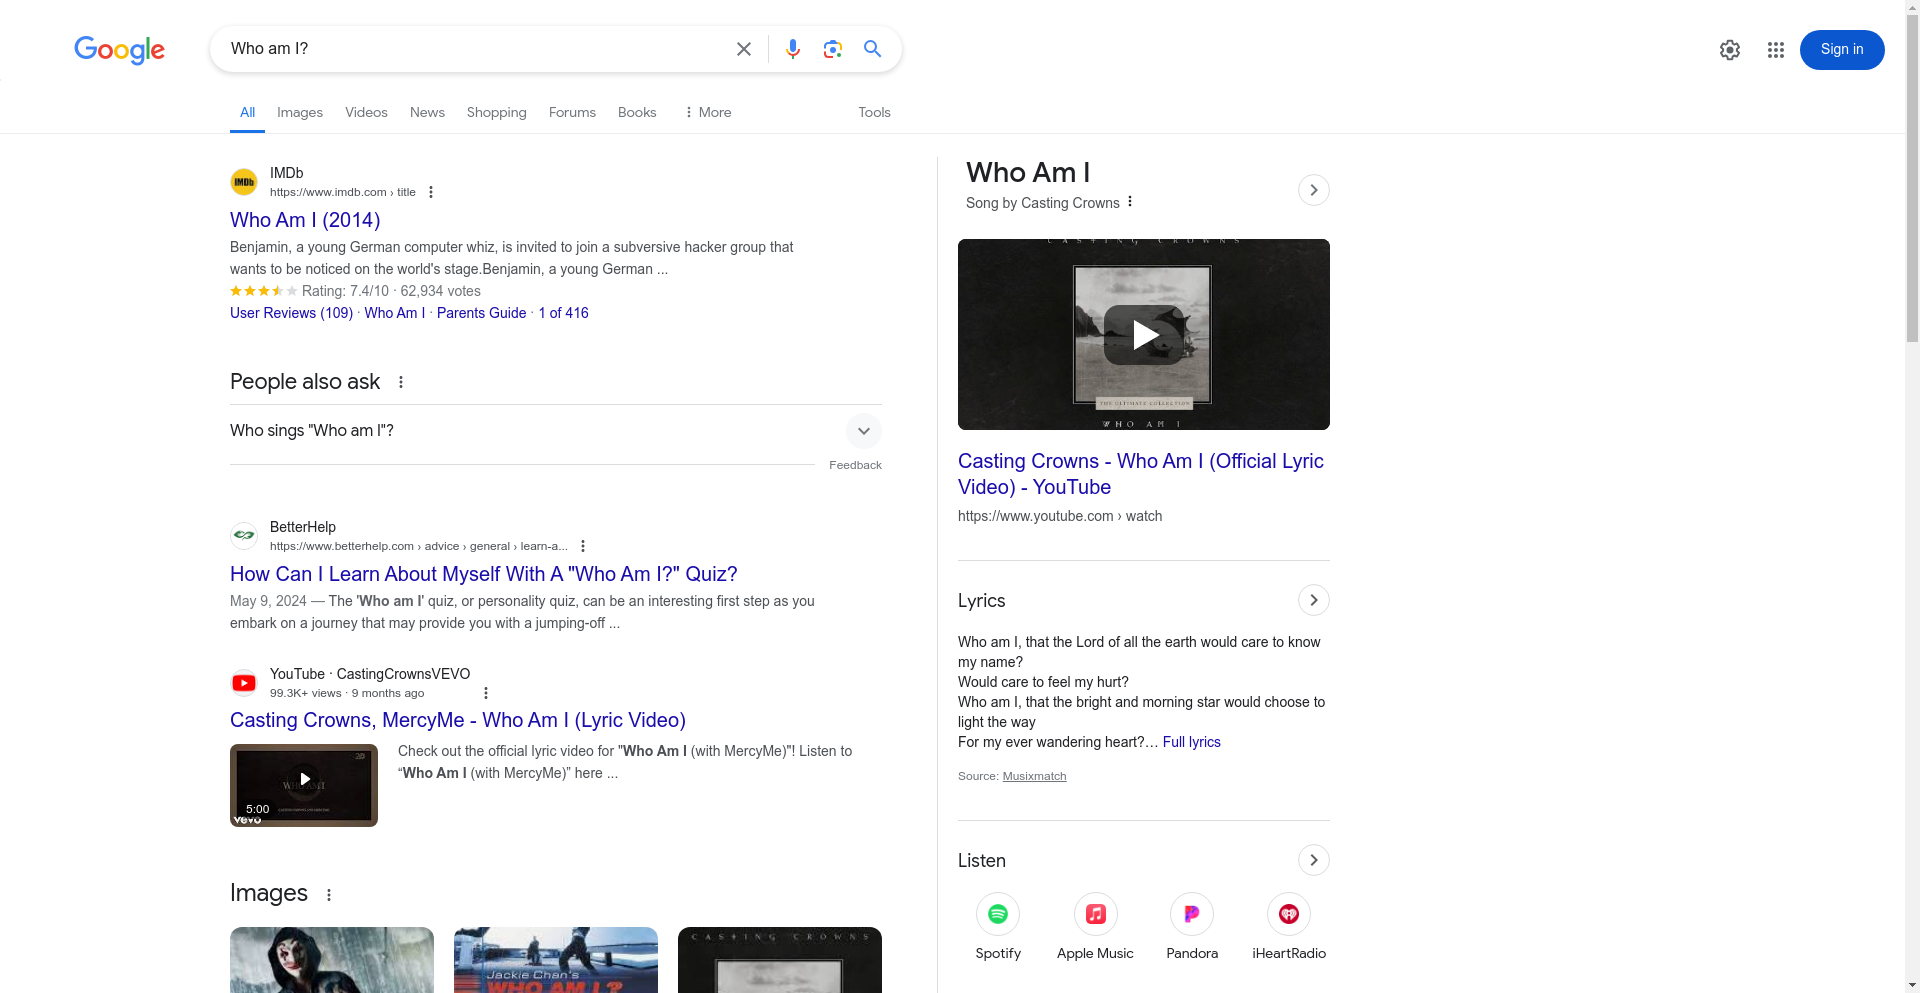 Google
Who am I?
Sign in
All
Images
Videos
News
Shopping
Forums
Books
More
Tools
IMDb
IMDb
https://www.imdb.com › title
Who Am I (2014)
Benjamin, a young German computer whiz, is invited to join a subversive hacker group that
wants to be noticed on the world's stage.Benjamin, a young German ...
Rating: 7.4/10 · 62,934 votes
User Reviews (109) · Who Am I · Parents Guide · 1 of 416
People also ask
Who sings "Who am I"?
Feedback
BetterHelp
https://www.betterhelp.com › advice › general › learn-a...
How Can I Learn About Myself With A "Who Am I?" Quiz?
May 9, 2024 — The 'Who am I' quiz, or personality quiz, can be an interesting first step as you
embark on a journey that may provide you with a jumping-off ...
YouTube · CastingCrownsVEVO
99.3K+ views · 9 months ago
Casting Crowns, MercyMe - Who Am I (Lyric Video)
WHO AM I
5:00
vevo
Check out the official lyric video for "Who Am I (with MercyMe)"! Listen to
“Who Am I (with MercyMe)” here ...
Images
Jackie Chan's
WHO AM I ?
CASTING CROWNS
Who Am I
Song by Casting Crowns
CASTING CROWNS
THE ULTIMATE COLLECTION
WHO AM I
Casting Crowns - Who Am I (Official Lyric
Video) - YouTube
https://www.youtube.com › watch
Lyrics
Who am I, that the Lord of all the earth would care to know
my name?
Would care to feel my hurt?
Who am I, that the bright and morning star would choose to
light the way
For my ever wandering heart?… Full lyrics
Source: Musixmatch
Listen
Spotify
Apple Music
Pandora
iHeartRadio